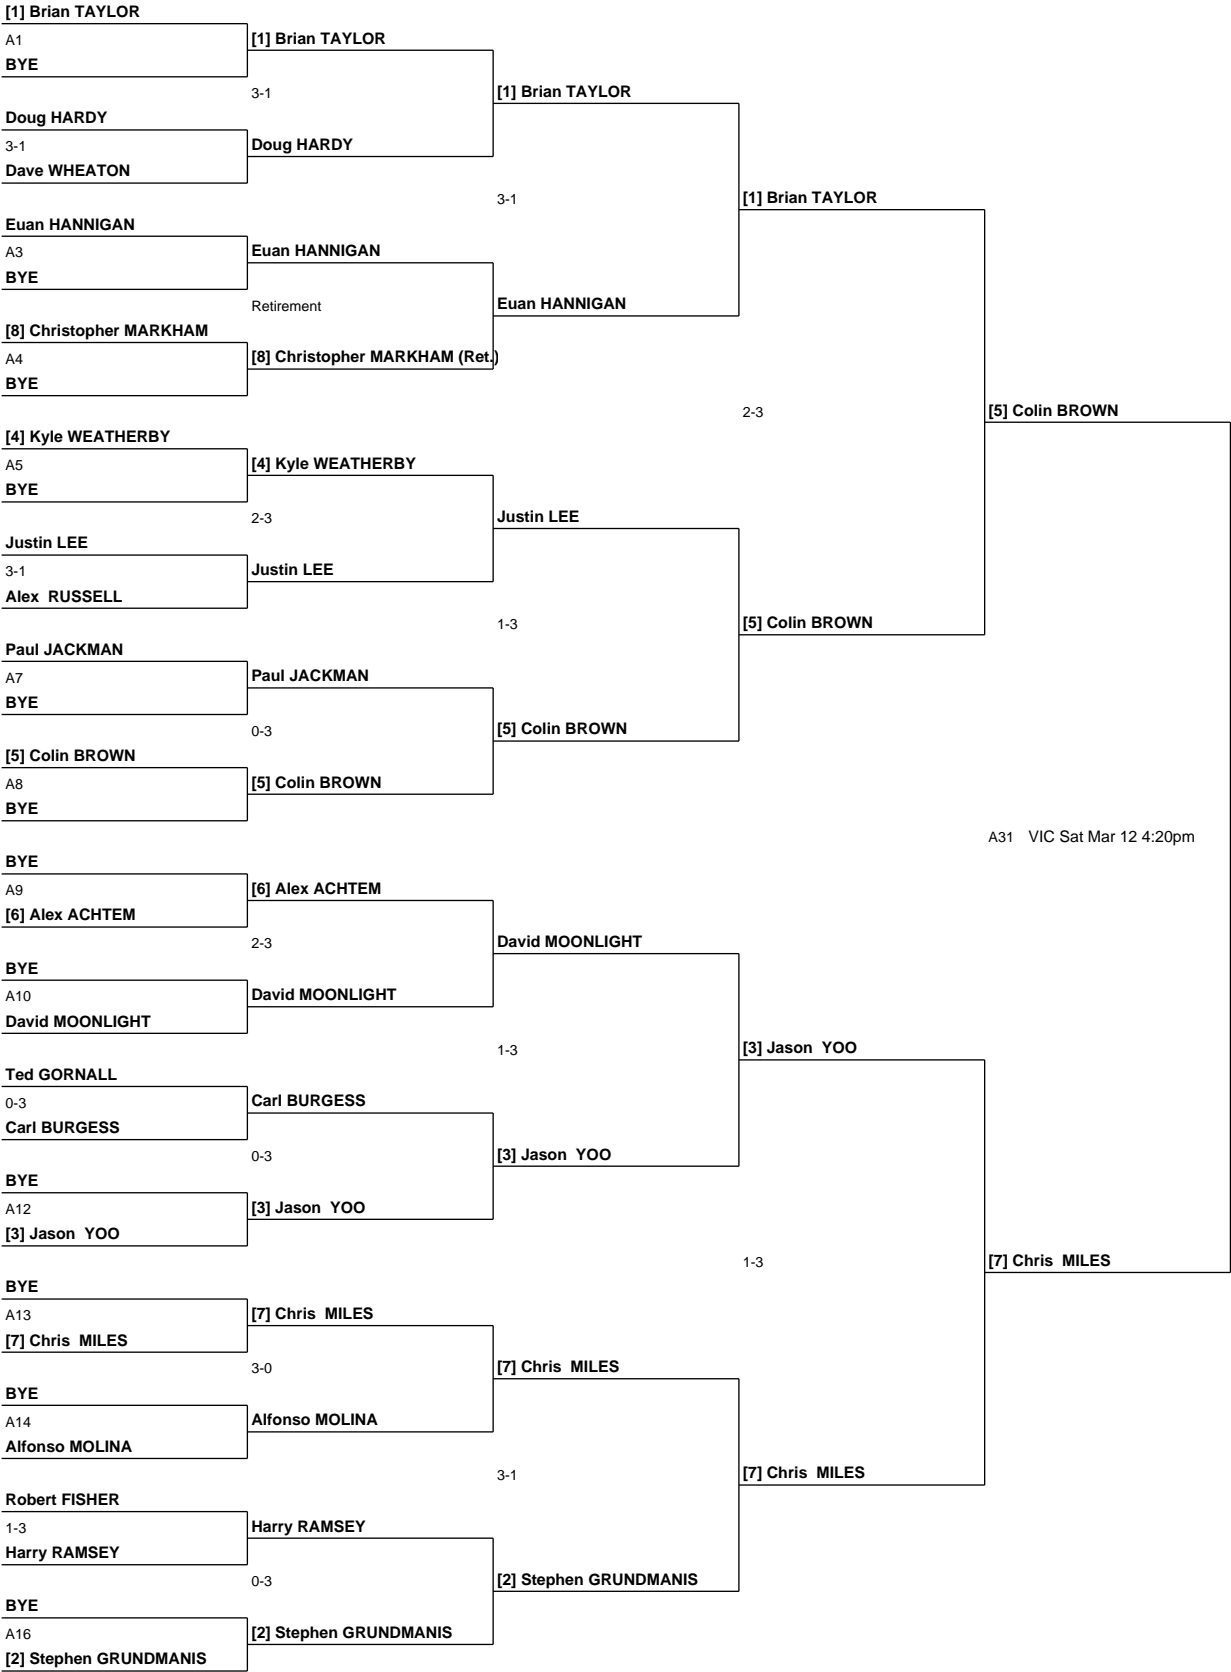 [1] Brian TAYLOR
A1
[1] Brian TAYLOR
BYE
3-1
[1] Brian TAYLOR
Doug HARDY
3-1
Doug HARDY
Dave WHEATON
3-1
[1] Brian TAYLOR
Euan HANNIGAN
A3
Euan HANNIGAN
BYE
Retirement
Euan HANNIGAN
[8] Christopher MARKHAM
A4
[8] Christopher MARKHAM (Ret.)
BYE
2-3
[5] Colin BROWN
[4] Kyle WEATHERBY
A5
[4] Kyle WEATHERBY
BYE
2-3
Justin LEE
Justin LEE
3-1
Justin LEE
Alex RUSSELL
1-3
[5] Colin BROWN
Paul JACKMAN
A7
Paul JACKMAN
BYE
0-3
[5] Colin BROWN
[5] Colin BROWN
A8
[5] Colin BROWN
BYE
A31 VIC Sat Mar 12 4:20pm
BYE
A9
[6] Alex ACHTEM
[6] Alex ACHTEM
2-3
David MOONLIGHT
BYE
A10
David MOONLIGHT
David MOONLIGHT
1-3
[3] Jason YOO
Ted GORNALL
0-3
Carl BURGESS
Carl BURGESS
0-3
[3] Jason YOO
BYE
A12
[3] Jason YOO
[3] Jason YOO
1-3
[7] Chris MILES
BYE
A13
[7] Chris MILES
[7] Chris MILES
3-0
[7] Chris MILES
BYE
A14
Alfonso MOLINA
Alfonso MOLINA
3-1
[7] Chris MILES
Robert FISHER
1-3
Harry RAMSEY
Harry RAMSEY
0-3
[2] Stephen GRUNDMANIS
BYE
A16
[2] Stephen GRUNDMANIS
[2] Stephen GRUNDMANIS